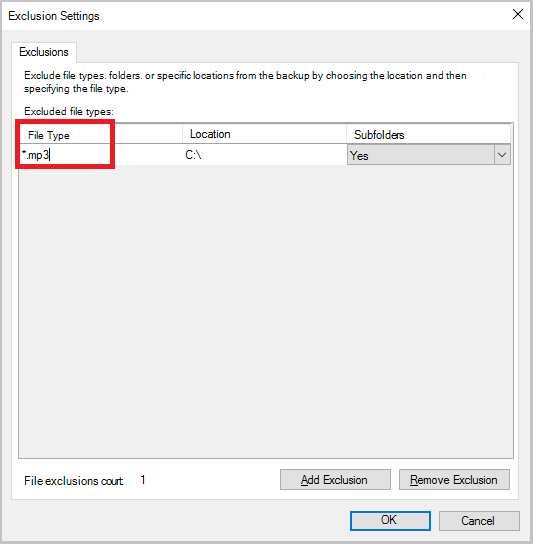 Exclusion Settings
Exclusions
Exclude file types. folders. or specific locations from the backup by choosing the location and then
specifying the file type.
Excluded file types:
File Type Location Subfolders
*.mp3 C:\ Yes
File exclusions court 1 Add Exclusion Remove Exclusion
OK Cancel